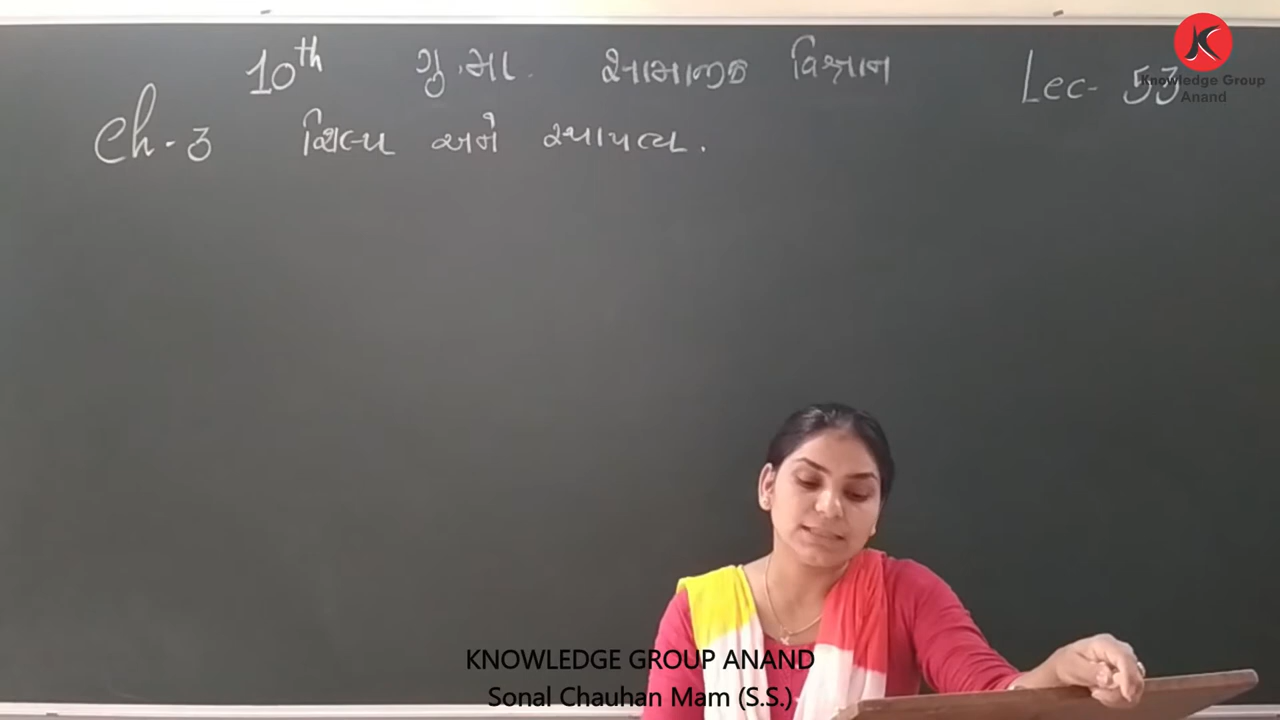 10th ગુ.મા. સામાજિક વિજ્ઞાન Lec- 53
Ch-3 શિલ્પ અને સ્થાપત્ય.
Knowledge Group
Anand
KNOWLEDGE GROUP ANAND
Sonal Chauhan Mam (S.S.)